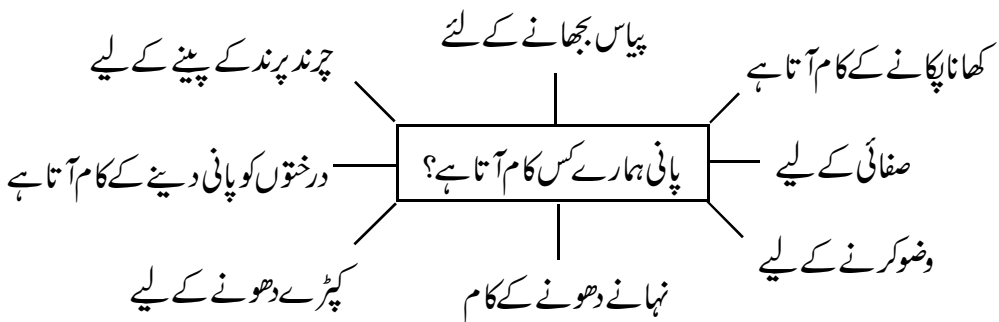 پیاس بجھانے کے لئے
کھانا پکانے کے کام آتا ہے
چرند پرند کے پینے کے لیے
پانی ہمارے کس کام آتا ہے؟
صفائی کے لیے
درختوں کو پانی دینے کے کام آتا ہے
وضو کرنے کے لیے
نہانے دھونے کے کام
کپڑے دھونے کے لیے